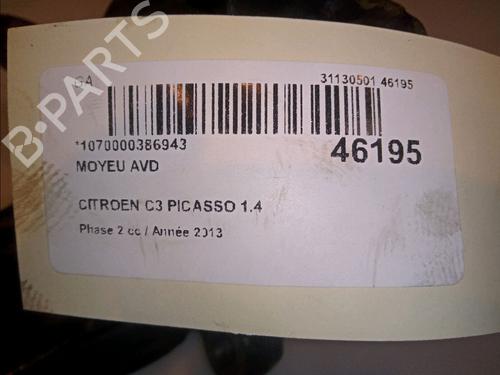 GA 31130501 46195
*1070000386943 46195
MOYEU AVD
CITROEN C3 PICASSO 1.4
Phase 2 cc / Année 2013
B-PARTS